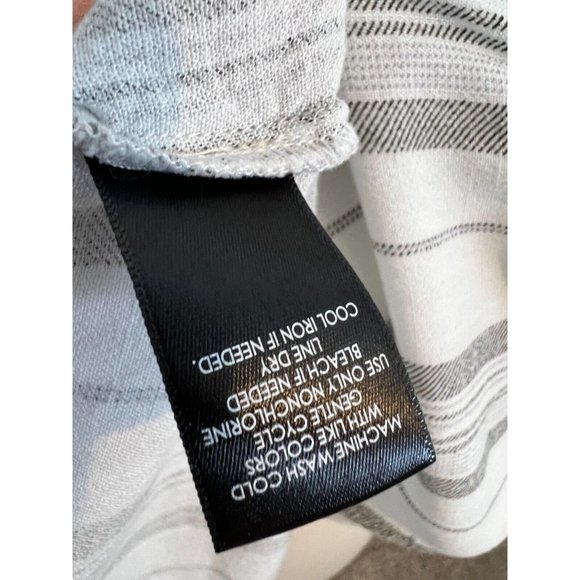 MACHINE WASH COLD
WITH LIKE COLORS
GENTLE CYCLE
USE ONLY NONCHLORINE
BLEACH IF NEEDED
LINE DRY
COOL IRON IF NEEDED.